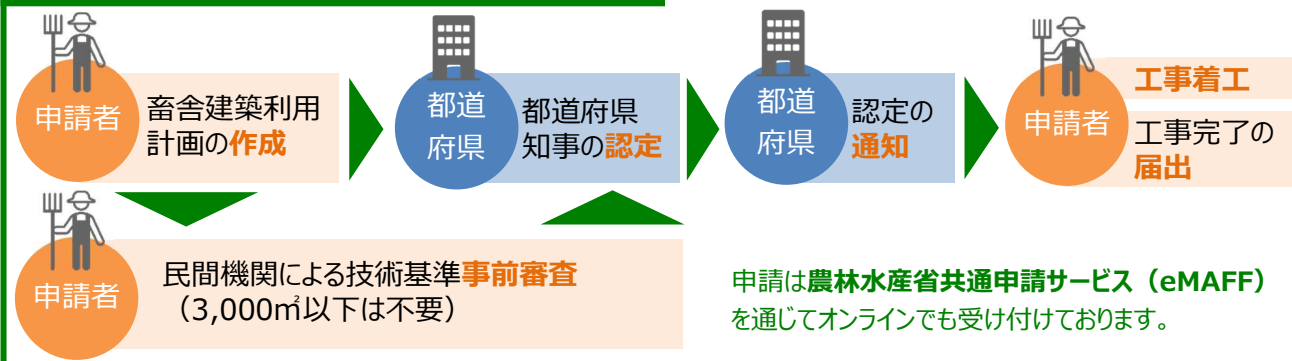 申請者
畜舎建築利用
計画の作成
都道
府県
都道府県
知事の認定
都道
府県
認定の
通知
申請者
工事着工
工事完了の
届出
申請者
民間機関による技術基準事前審査
（3,000㎡以下は不要）
申請は農林水産省共通申請サービス（eMAFF）
を通じてオンラインでも受け付けております。